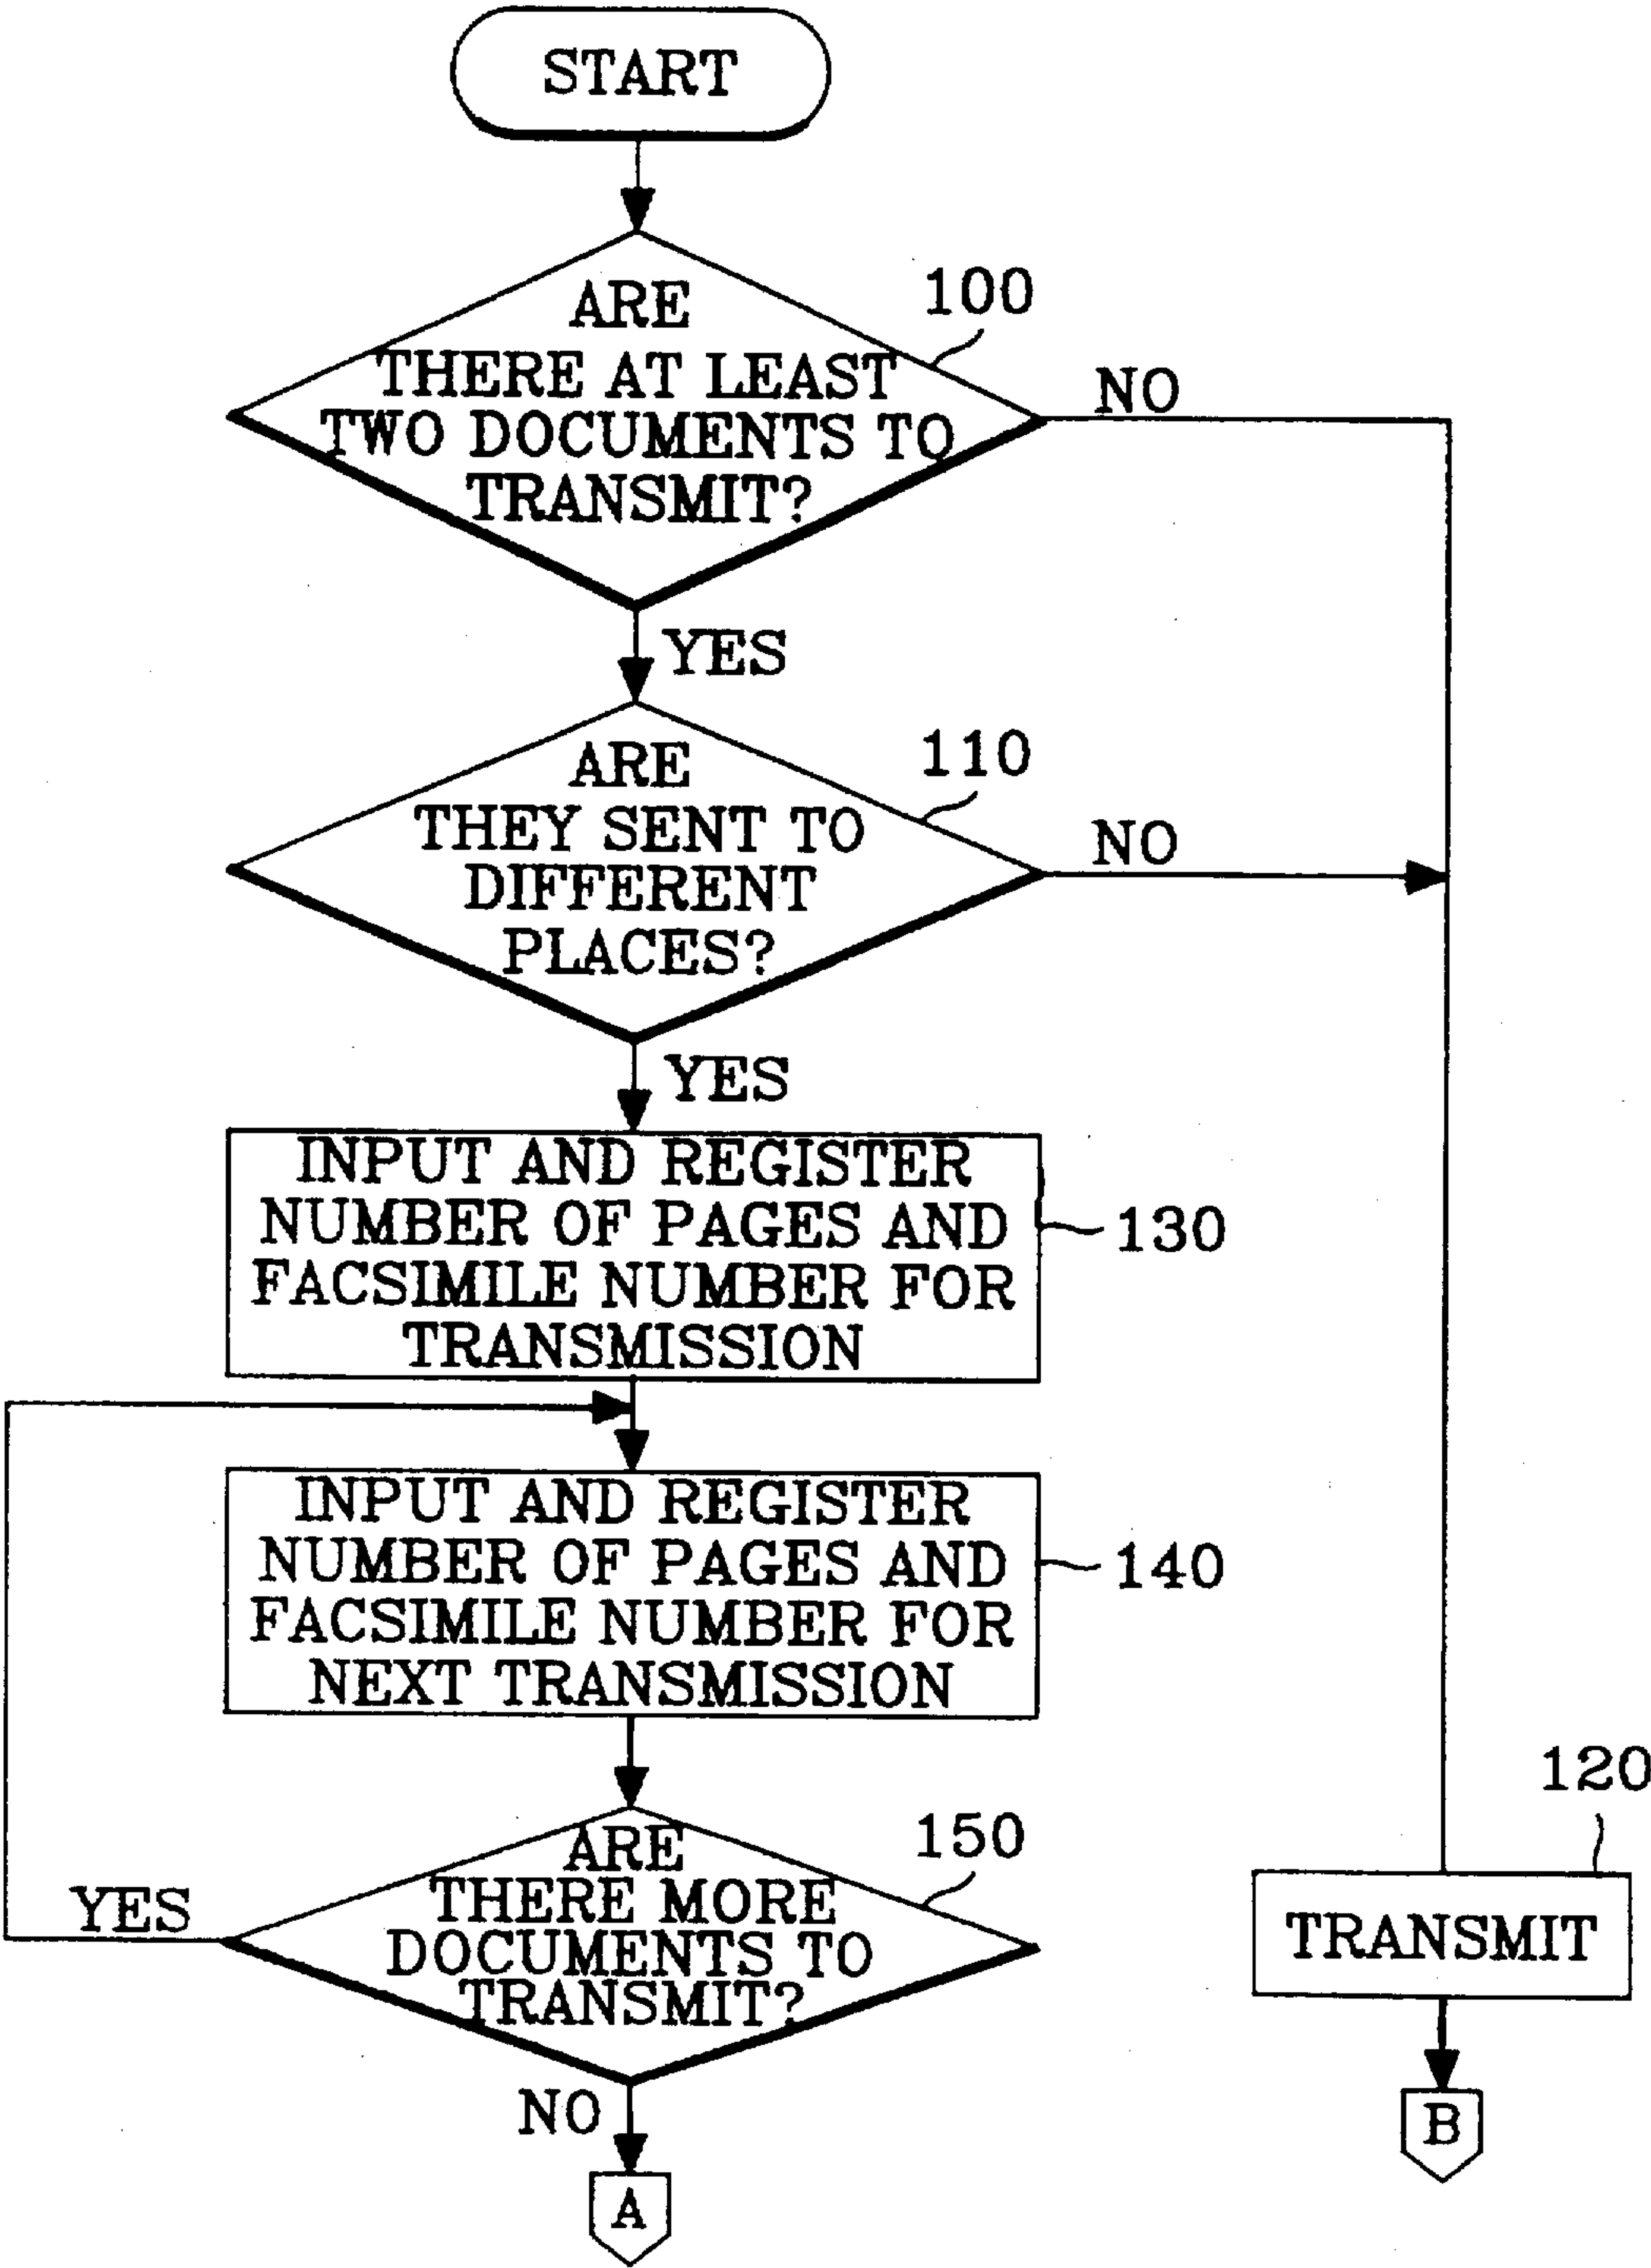 START
100
ARE
THERE AT LEAST
TWO DOCUMENTS TO
TRANSMIT?
NO
YES
110
ARE
THEY SENT TO
DIFFERENT
PLACES?
NO
YES
INPUT AND REGISTER
NUMBER OF PAGES AND
FACSIMILE NUMBER FOR
TRANSMISSION
130
INPUT AND REGISTER
NUMBER OF PAGES AND
FACSIMILE NUMBER FOR
NEXT TRANSMISSION
140
150
ARE
THERE MORE
DOCUMENTS TO
TRANSMIT?
YES
NO
A
120
TRANSMIT
B